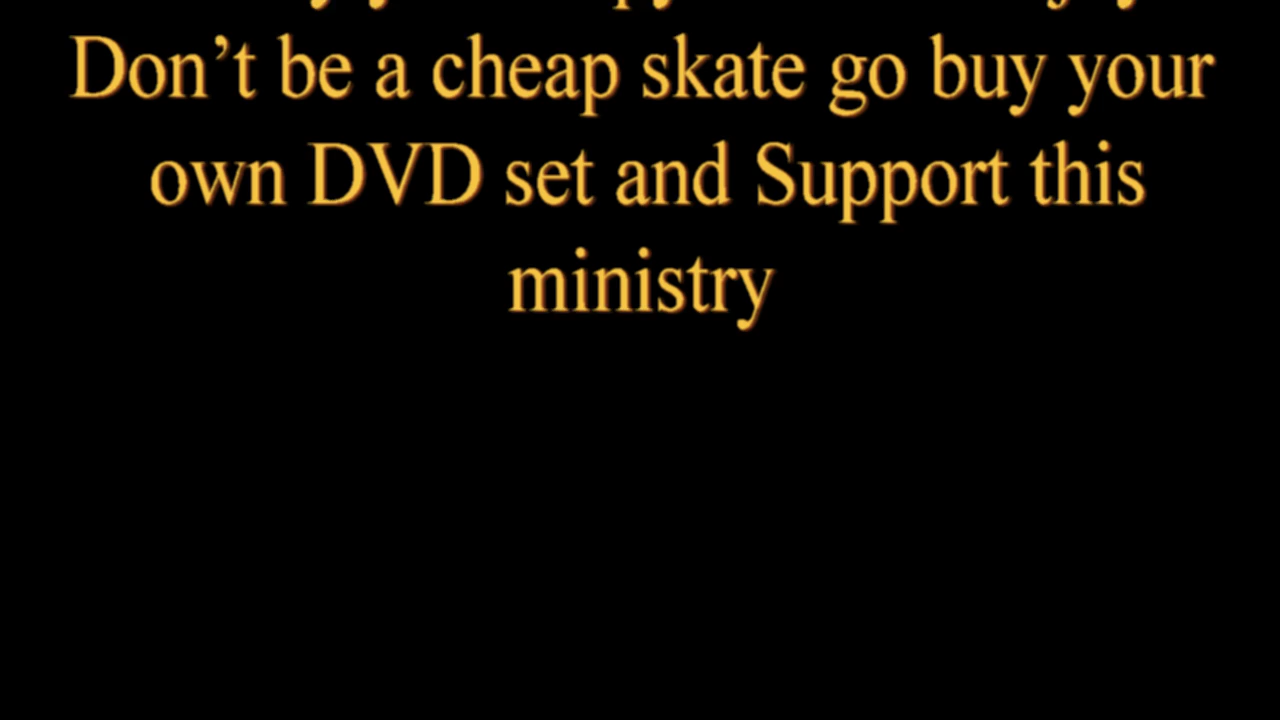 Don’t be a cheap skate go buy your
own DVD set and Support this
ministry